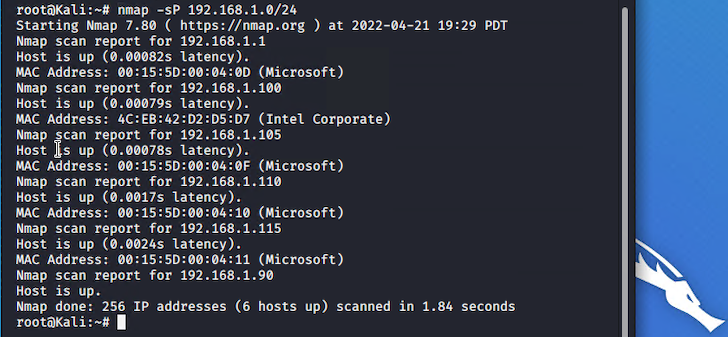 root@Kali:~# nmap -sP 192.168.1.0/24
Starting Nmap 7.80 ( https://nmap.org ) at 2022-04-21 19:29 PDT
Nmap scan report for 192.168.1.1
Host is up (0.00082s latency).
MAC Address: 00:15:5D:00:04:0D (Microsoft)
Nmap scan report for 192.168.1.100
Host is up (0.00079s latency).
MAC Address: 4C:EB:42:D2:D5:D7 (Intel Corporate)
Nmap scan report for 192.168.1.105
Host is up (0.00078s latency).
MAC Address: 00:15:5D:00:04:0F (Microsoft)
Nmap scan report for 192.168.1.110
Host is up (0.0017s latency).
MAC Address: 00:15:5D:00:04:10 (Microsoft)
Nmap scan report for 192.168.1.115
Host is up (0.0024s latency).
MAC Address: 00:15:5D:00:04:11 (Microsoft)
Nmap scan report for 192.168.1.90
Host is up.
Nmap done: 256 IP addresses (6 hosts up) scanned in 1.84 seconds
root@Kali:~#